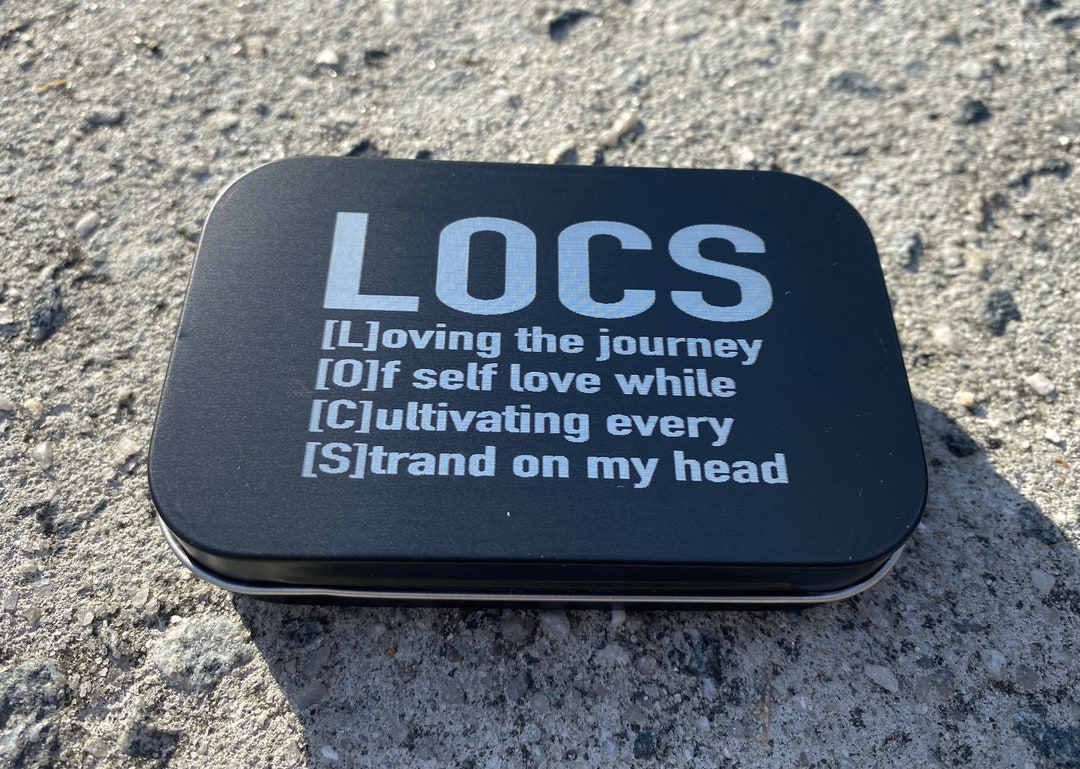 LOCS
[L]oving the journey
[O]f self love while
[C]ultivating every
[S]trand on my head